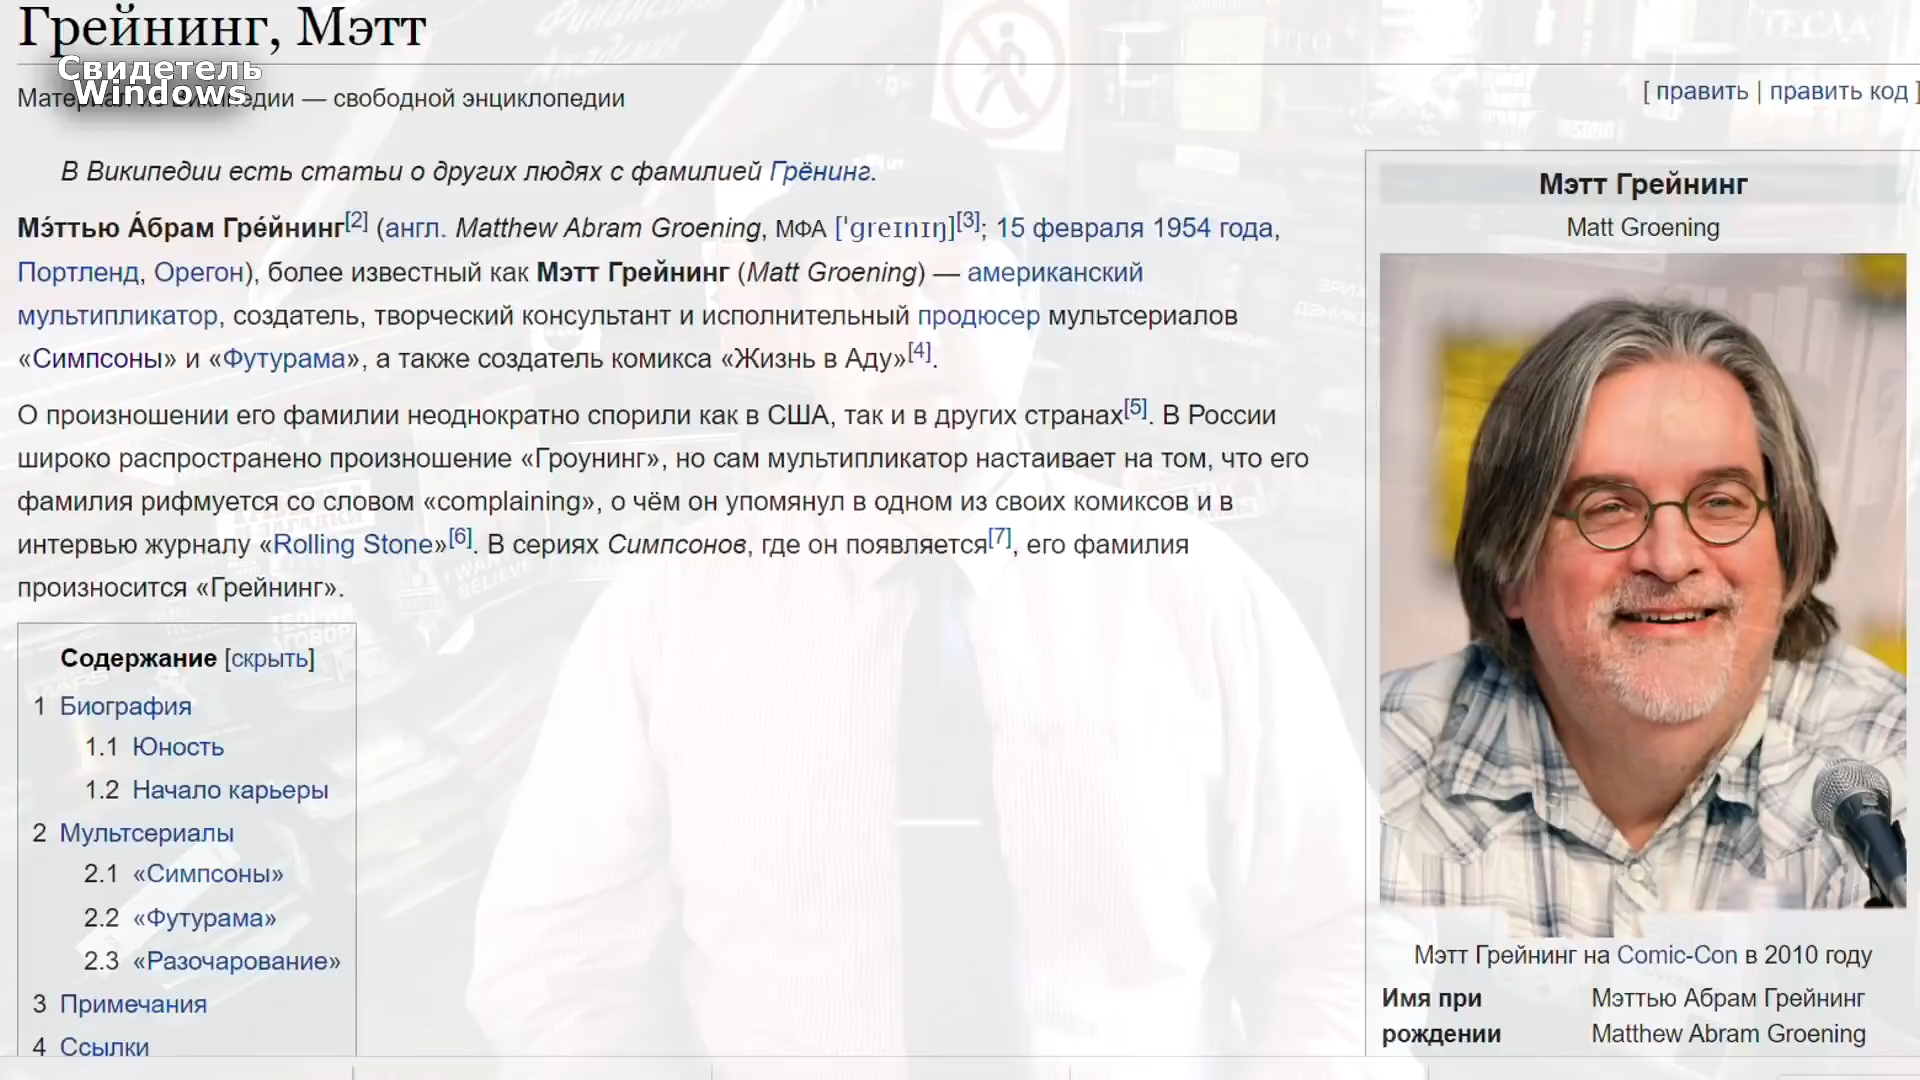 Грейнинг, Мэтт
Свидетель
Windows
Материал из Википедии — свободной энциклопедии
[ править | править код ]
В Википедии есть статьи о других людях с фамилией Грёнинг.
Мэ́ттью А́брам Гре́йнинг[2] (англ. Matthew Abram Groening, МФА [ˈɡreɪnɪŋ][3]; 15 февраля 1954 года,
Портленд, Орегон), более известный как Мэтт Грейнинг (Matt Groening) — американский
мультипликатор, создатель, творческий консультант и исполнительный продюсер мультсериалов
«Симпсоны» и «Футурама», а также создатель комикса «Жизнь в Аду»[4].
О произношении его фамилии неоднократно спорили как в США, так и в других странах[5]. В России
широко распространено произношение «Гроунинг», но сам мультипликатор настаивает на том, что его
фамилия рифмуется со словом «complaining», о чём он упомянул в одном из своих комиксов и в
интервью журналу «Rolling Stone»[6]. В сериях Симпсонов, где он появляется[7], его фамилия
произносится «Грейнинг».
Содержание [скрыть]
1 Биография
1.1 Юность
1.2 Начало карьеры
2 Мультсериалы
2.1 «Симпсоны»
2.2 «Футурама»
2.3 «Разочарование»
3 Примечания
4 Ссылки
Мэтт Грейнинг
Matt Groening
Мэтт Грейнинг на Comic-Con в 2010 году
Имя при рождении
Мэттью Абрам Грейнинг
Matthew Abram Groening